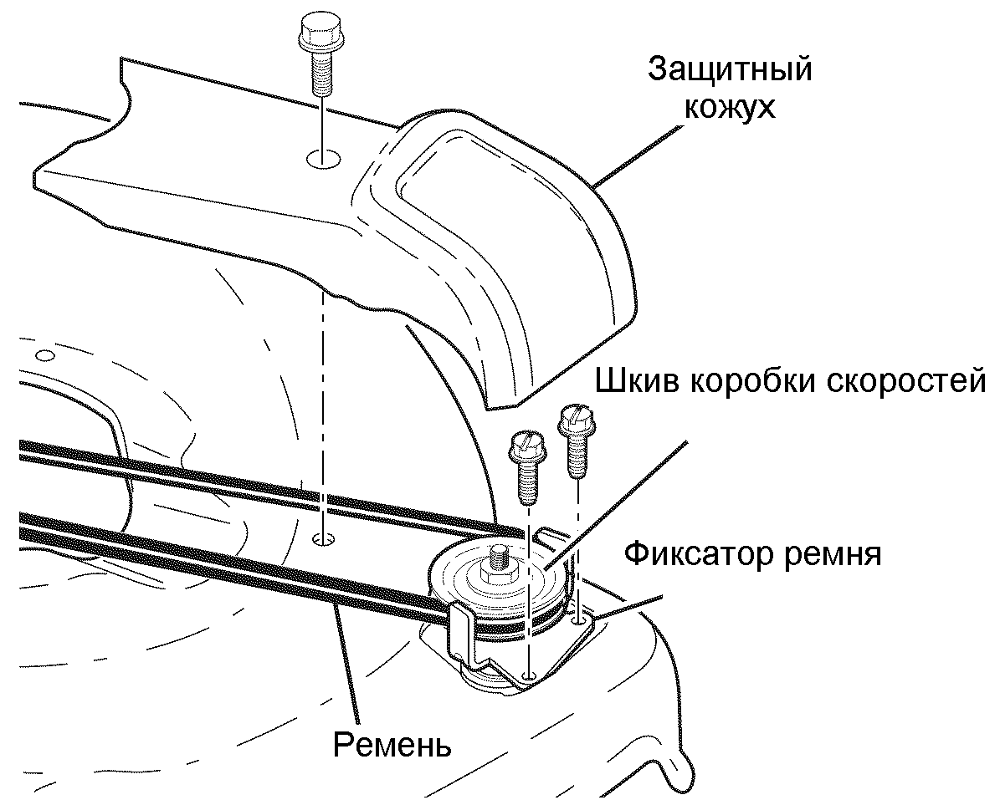 Защитный
кожух
Шкив коробки скоростей
Фиксатор ремня
Ремень